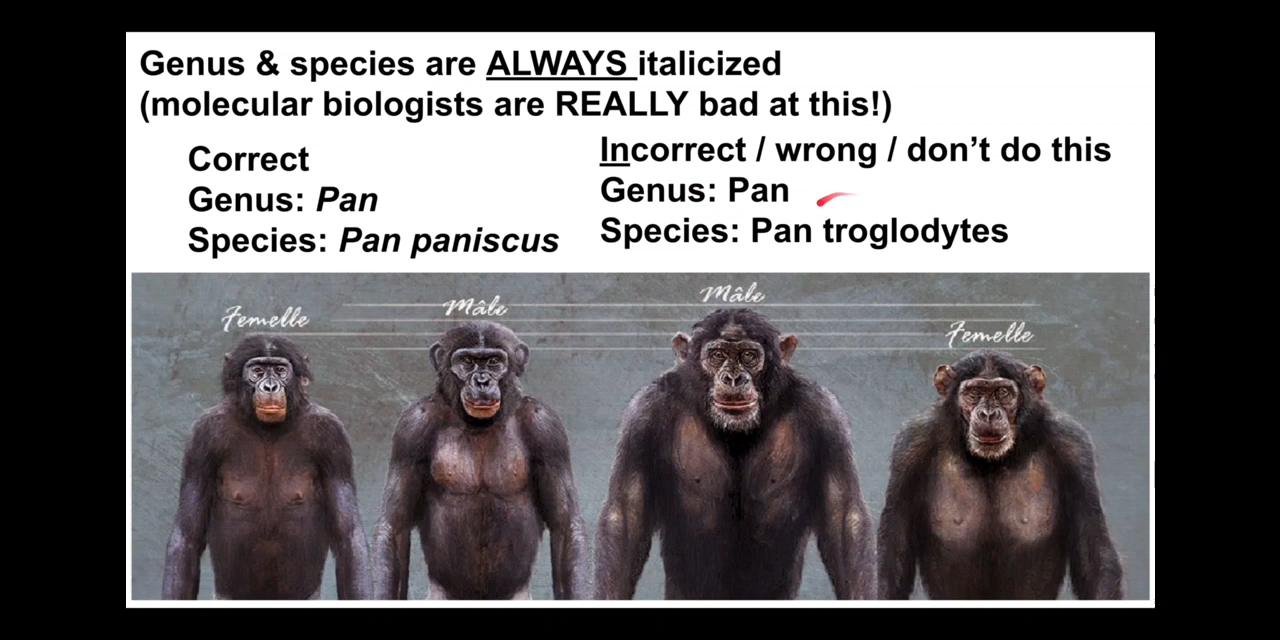 Genus & species are ALWAYS italicized
(molecular biologists are REALLY bad at this!)
Correct
Genus: Pan
Species: Pan paniscus
Incorrect / wrong / don’t do this
Genus: Pan
Species: Pan troglodytes
Femelle
Mâle
Mâle
Femelle